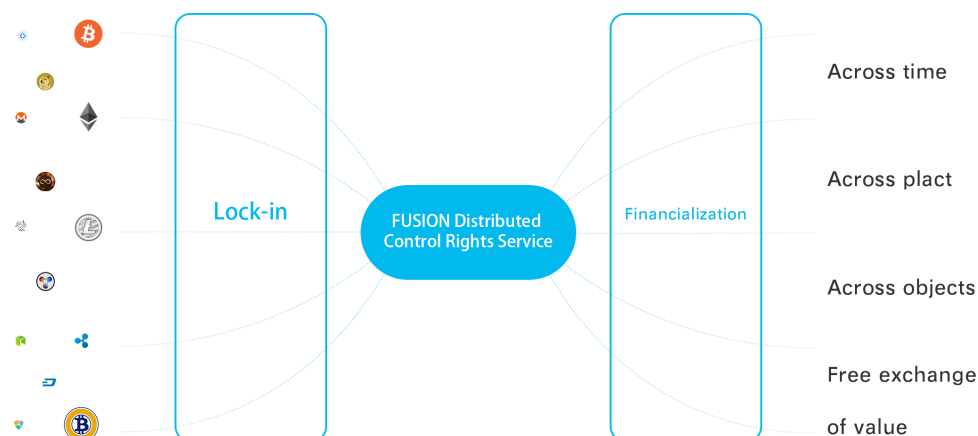 Lock-in
FUSION Distributed
Control Rights Service
Financialization
Across time
Across plact
Across objects
Free exchange
of value